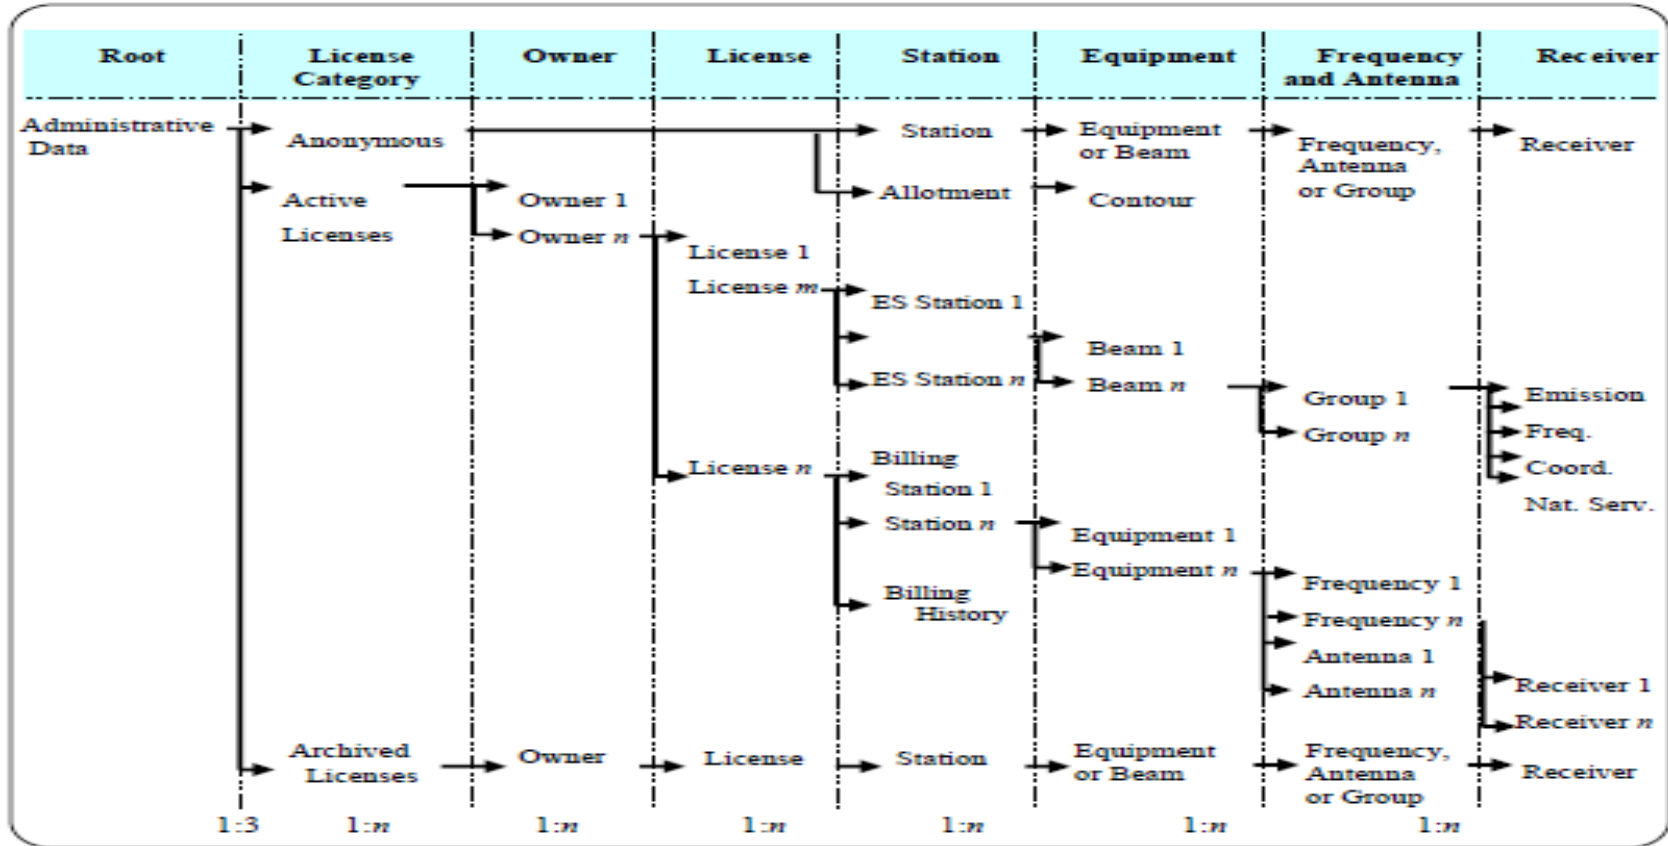 Root
License
Category
Owner
License
Station
Equipment
Frequency
and Antenna
Receiver
Administrative
Data
Anonymous
Station
Equipment
or Beam
Frequency,
Antenna
or Group
Receiver
Active
Licenses
Owner 1
Owner n
Allotment
Contour
License 1
License m
ES Station 1
ES Station n
Beam 1
Beam n
Group 1
Group n
Emission
Freq.
Coord.
Nat. Serv.
License n
Billing
Station 1
Station n
Billing
History
Equipment 1
Equipment n
Frequency 1
Frequency n
Antenna 1
Antenna n
Receiver 1
Receiver n
Archived
Licenses
Owner
License
Station
Equipment
or Beam
Frequency,
Antenna
or Group
Receiver
1:3
1:n
1:n
1:n
1:n
1:n
1:n